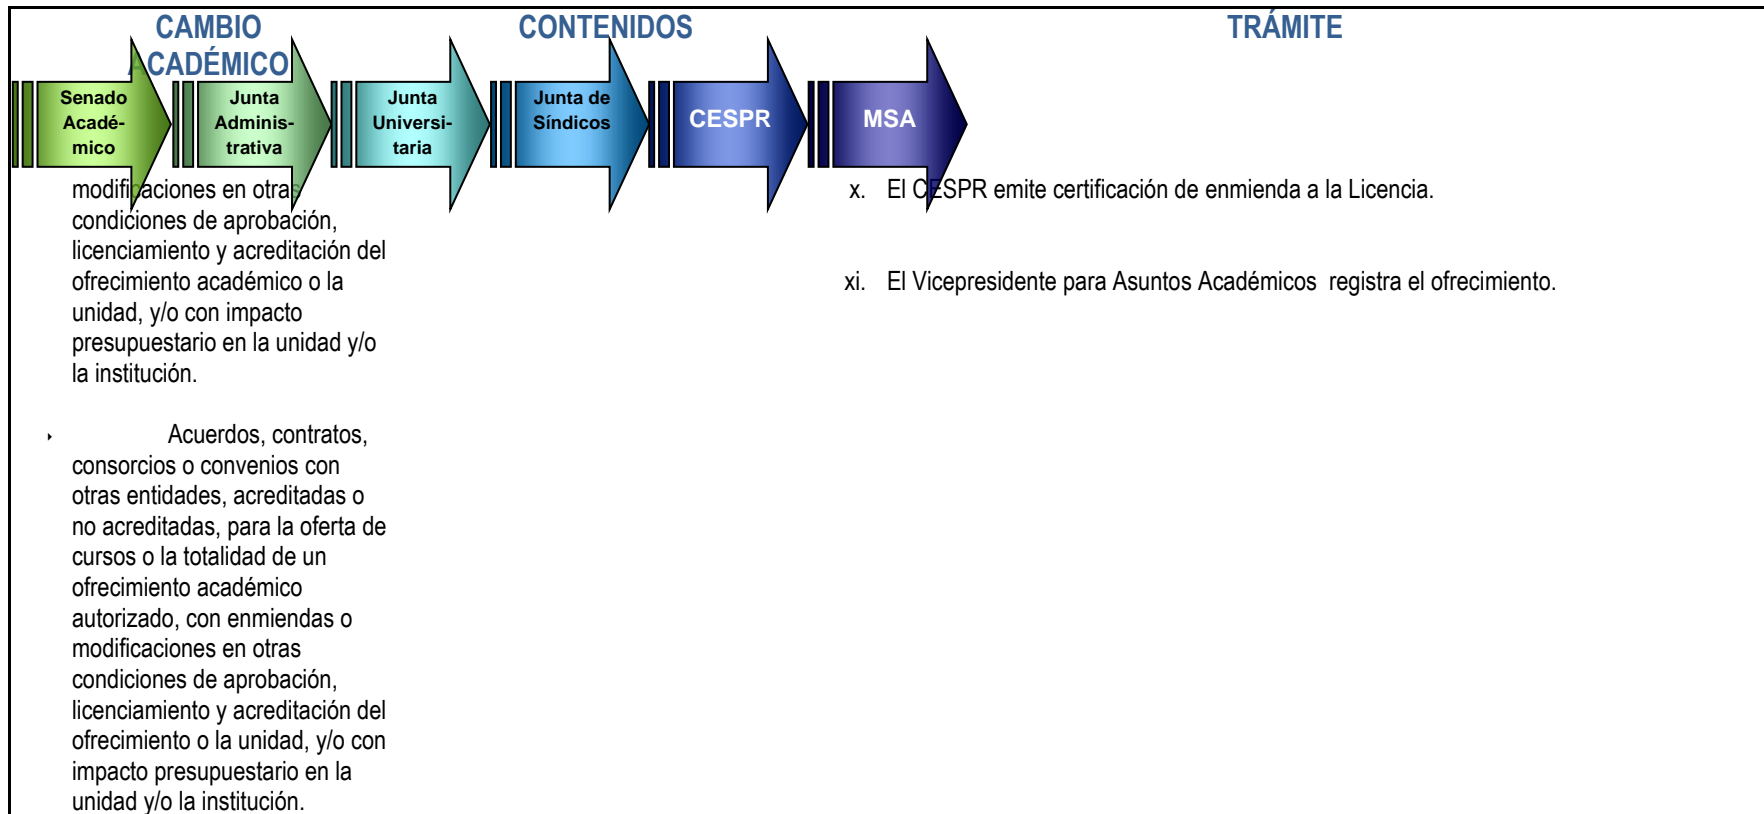 CAMBIO
ACADÉMICO
CONTENIDOS
TRÁMITE
Senado
Acadé-
mico
Junta
Adminis-
trativa
Junta
Universi-
taria
Junta de
Síndicos
CESPR
MSA
modificaciones en otras
condiciones de aprobación,
licenciamiento y acreditación del
ofrecimiento académico o la
unidad, y/o con impacto
presupuestario en la unidad y/o
la institución.
‣ Acuerdos, contratos,
consorcios o convenios con
otras entidades, acreditadas o
no acreditadas, para la oferta de
cursos o la totalidad de un
ofrecimiento académico
autorizado, con enmiendas o
modificaciones en otras
condiciones de aprobación,
licenciamiento y acreditación del
ofrecimiento o la unidad, y/o con
impacto presupuestario en la
unidad y/o la institución.
x. El CESPR emite certificación de enmienda a la Licencia.
xi. El Vicepresidente para Asuntos Académicos registra el ofrecimiento.